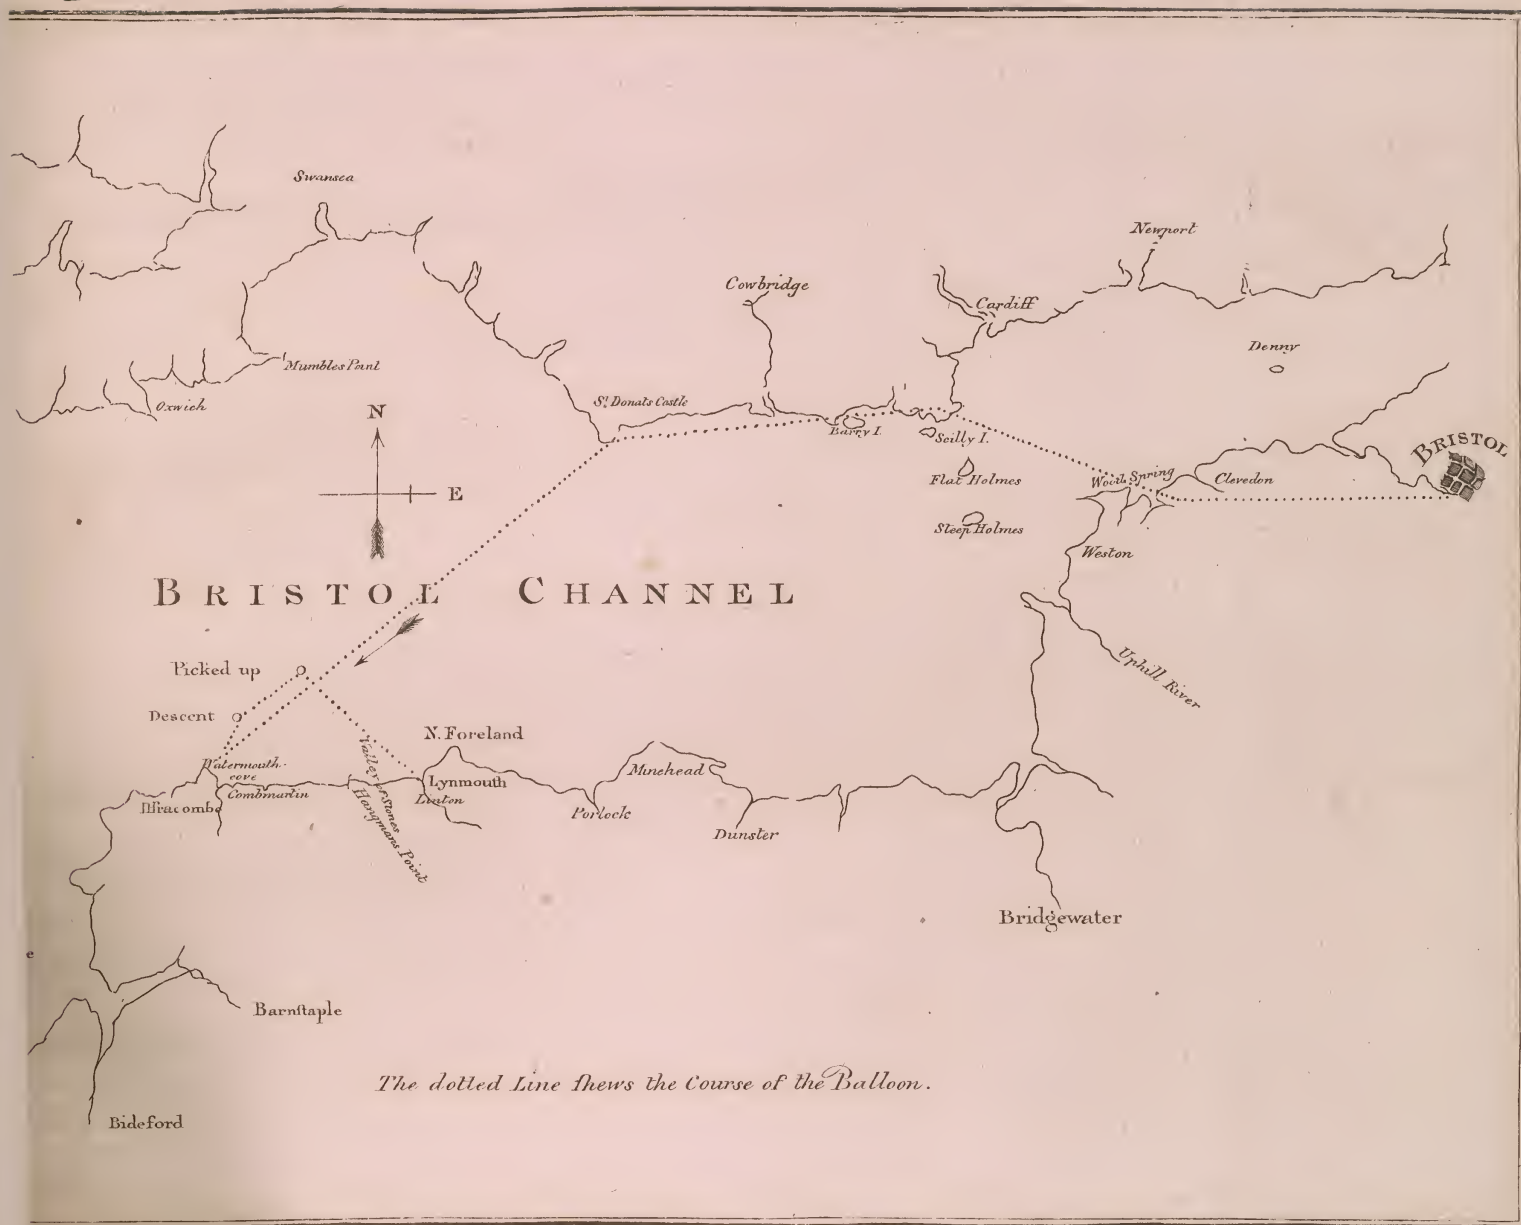 Swansea
Newport
Cowbridge
Cardiff
Denny
Mumbles Point
Oxwich
St. Donats Castle
Barry I.
Scilly I.
N
E
BRISTOL
Flat Holmes
Woodspring
Clevedon
Steep Holmes
Weston
BRISTOL CHANNEL
Uphill River
Picked up
Descent
N. Foreland
Watermouth-
cove
Combmartin
Ilfracombe
Valley of Stones
Hangmans Point
Lynmouth
Linton
Minehead
Porlock
Dunster
Bridgewater
e
Barnſtaple
The dotted Line ſhews the Course of the Balloon.
Bideford